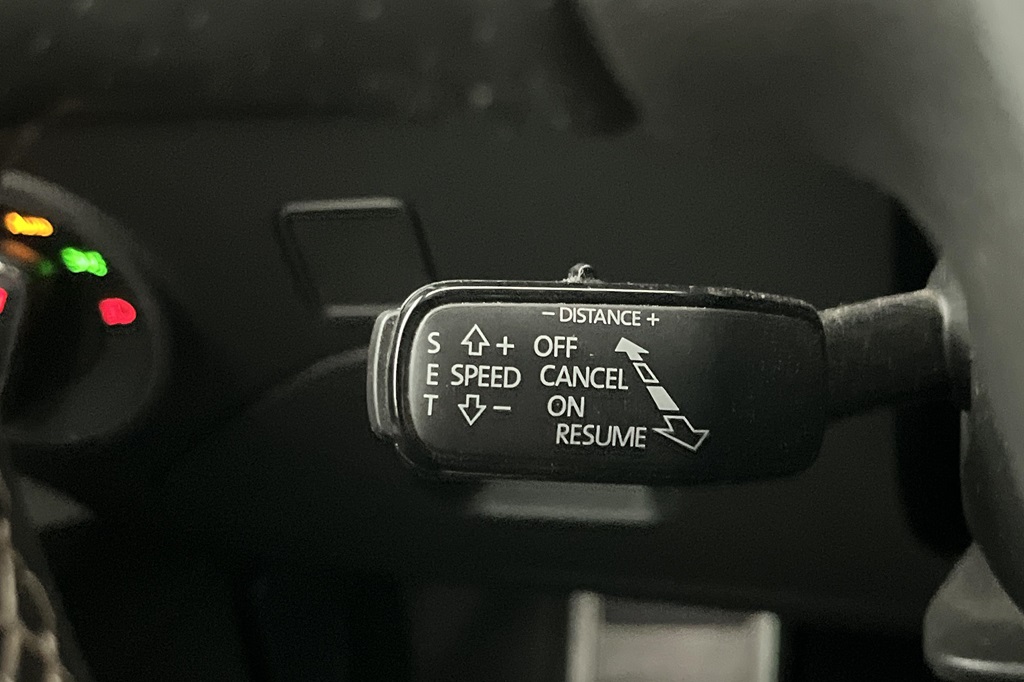 - DISTANCE +
S + OFF
E SPEED CANCEL
T - ON
RESUME